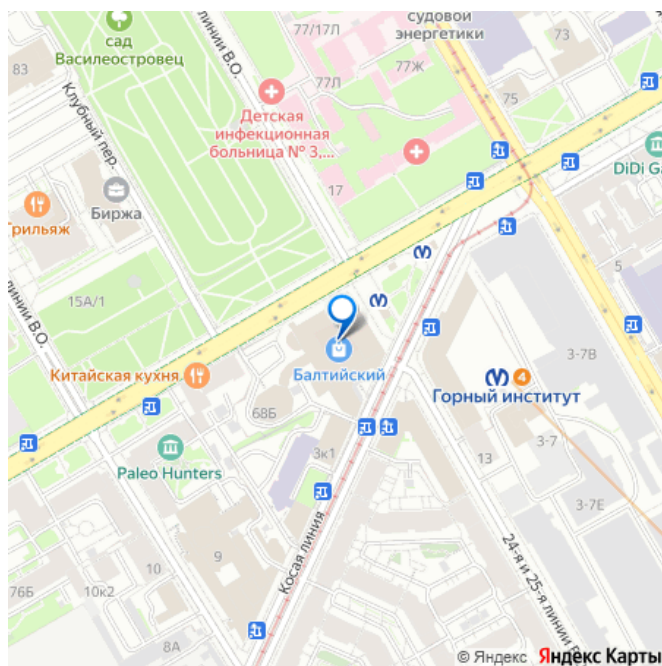 сад
Василеостровец
83
Клубный пер.
линии В.О.
77/17Л
77Л
77Ж
судовой
энергетики
73
75
Детская
инфекционная
больница № 3,...
17
DiDi Ga
Биржа
Грильяж
линии В.О.
15А/1
5
Китайская кухня
Балтийский
68Б
3-7В
4
Горный институт
3к1
13
3-7
3-7Е
Paleo Hunters
Косая линия
24-я и 25-я линии В
9
10
76Б
10к2
8А
© Яндекс Яндекс Карты